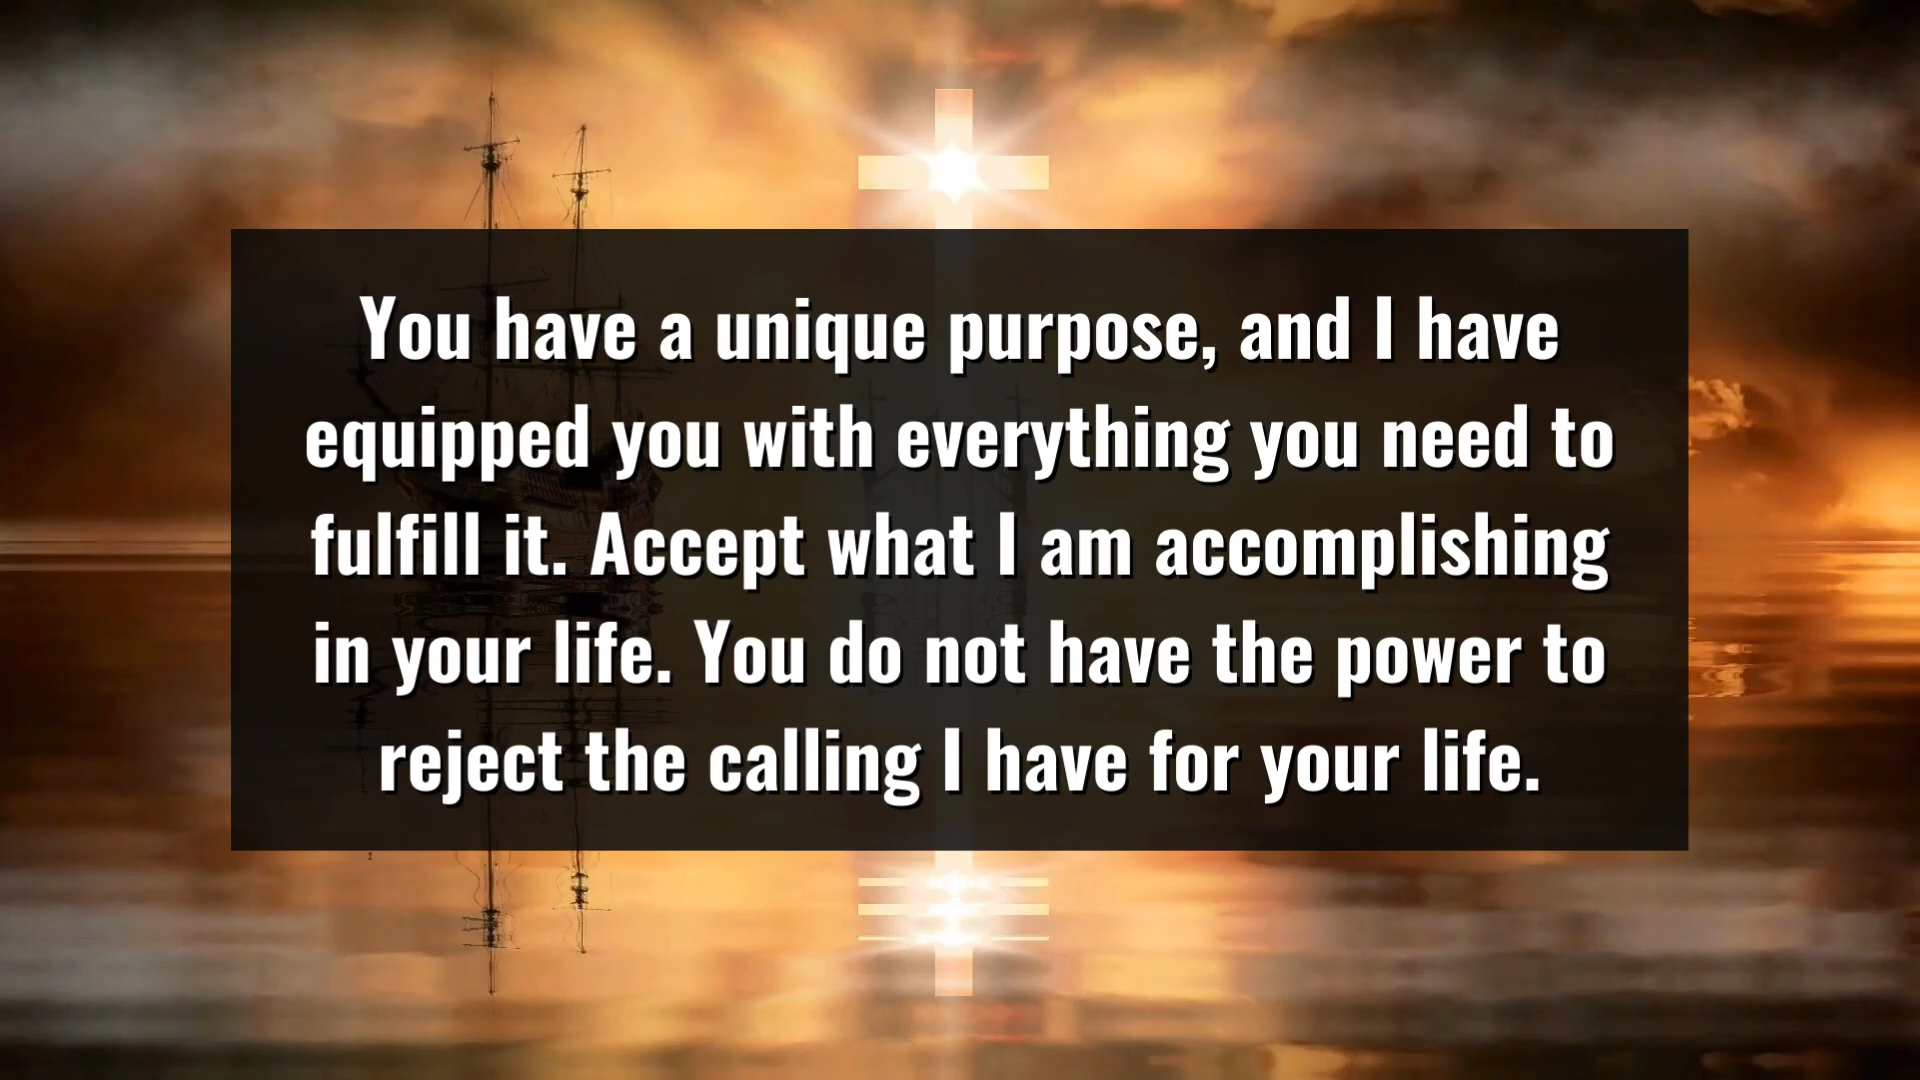 You have a unique purpose, and I have
equipped you with everything you need to
fulfill it. Accept what I am accomplishing
in your life. You do not have the power to
reject the calling I have for your life.